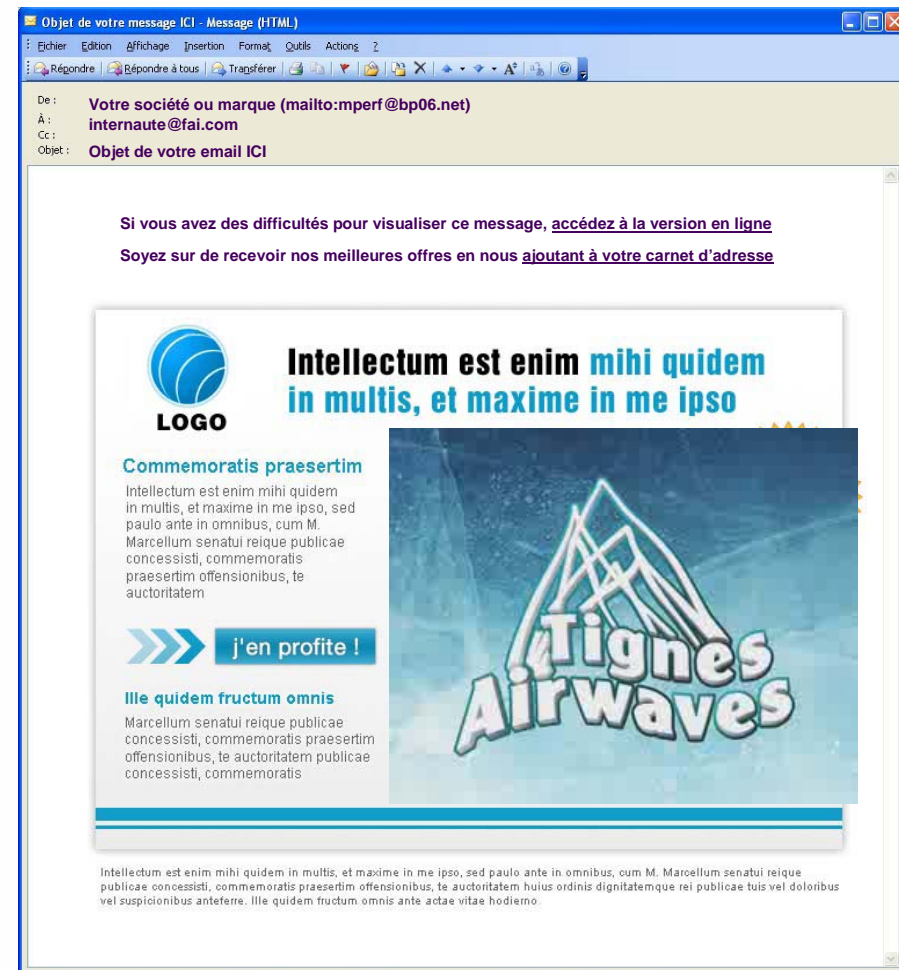 Objet de votre message ICI - Message (HTML)
Fichier Edition Affichage Insertion Format Outils Actions ?
Répondre Répondre à tous Transférer
De : Votre société ou marque (mailto:mperf@bp06.net)
À : internaute@fai.com
Cc :
Objet : Objet de votre email ICI
Si vous avez des difficultés pour visualiser ce message, accédez à la version en ligne
Soyez sur de recevoir nos meilleures offres en nous ajoutant à votre carnet d'adresse
LOGO
Intellectum est enim mihi quidem
in multis, et maxime in me ipso
Commemoratis praesertim
Intellectum est enim mihi quidem
in multis, et maxime in me ipso, sed
paulo ante in omnibus, cum M.
Marcellum senatui reique publicae
concessisti, commemoratis
praesertim offensionibus, te
auctoritatem
j'en profite !
Ille quidem fructum omnis
Marcellum senatui reique publicae
concessisti, commemoratis praesertim
offensionibus, te auctoritatem publicae
concessisti, commemoratis
Tignes
Airwaves
Intellectum est enim mihi quidem in multis, et maxime in me ipso, sed paulo ante in omnibus, cum M. Marcellum senatui reique
publicae concessisti, commemoratis praesertim offensionibus, te auctoritatem huius ordinis dignitatemque rei publicae tuis vel doloribus
vel suspicionibus anteferre. Ille quidem fructum omnis ante actae vitae hodierno